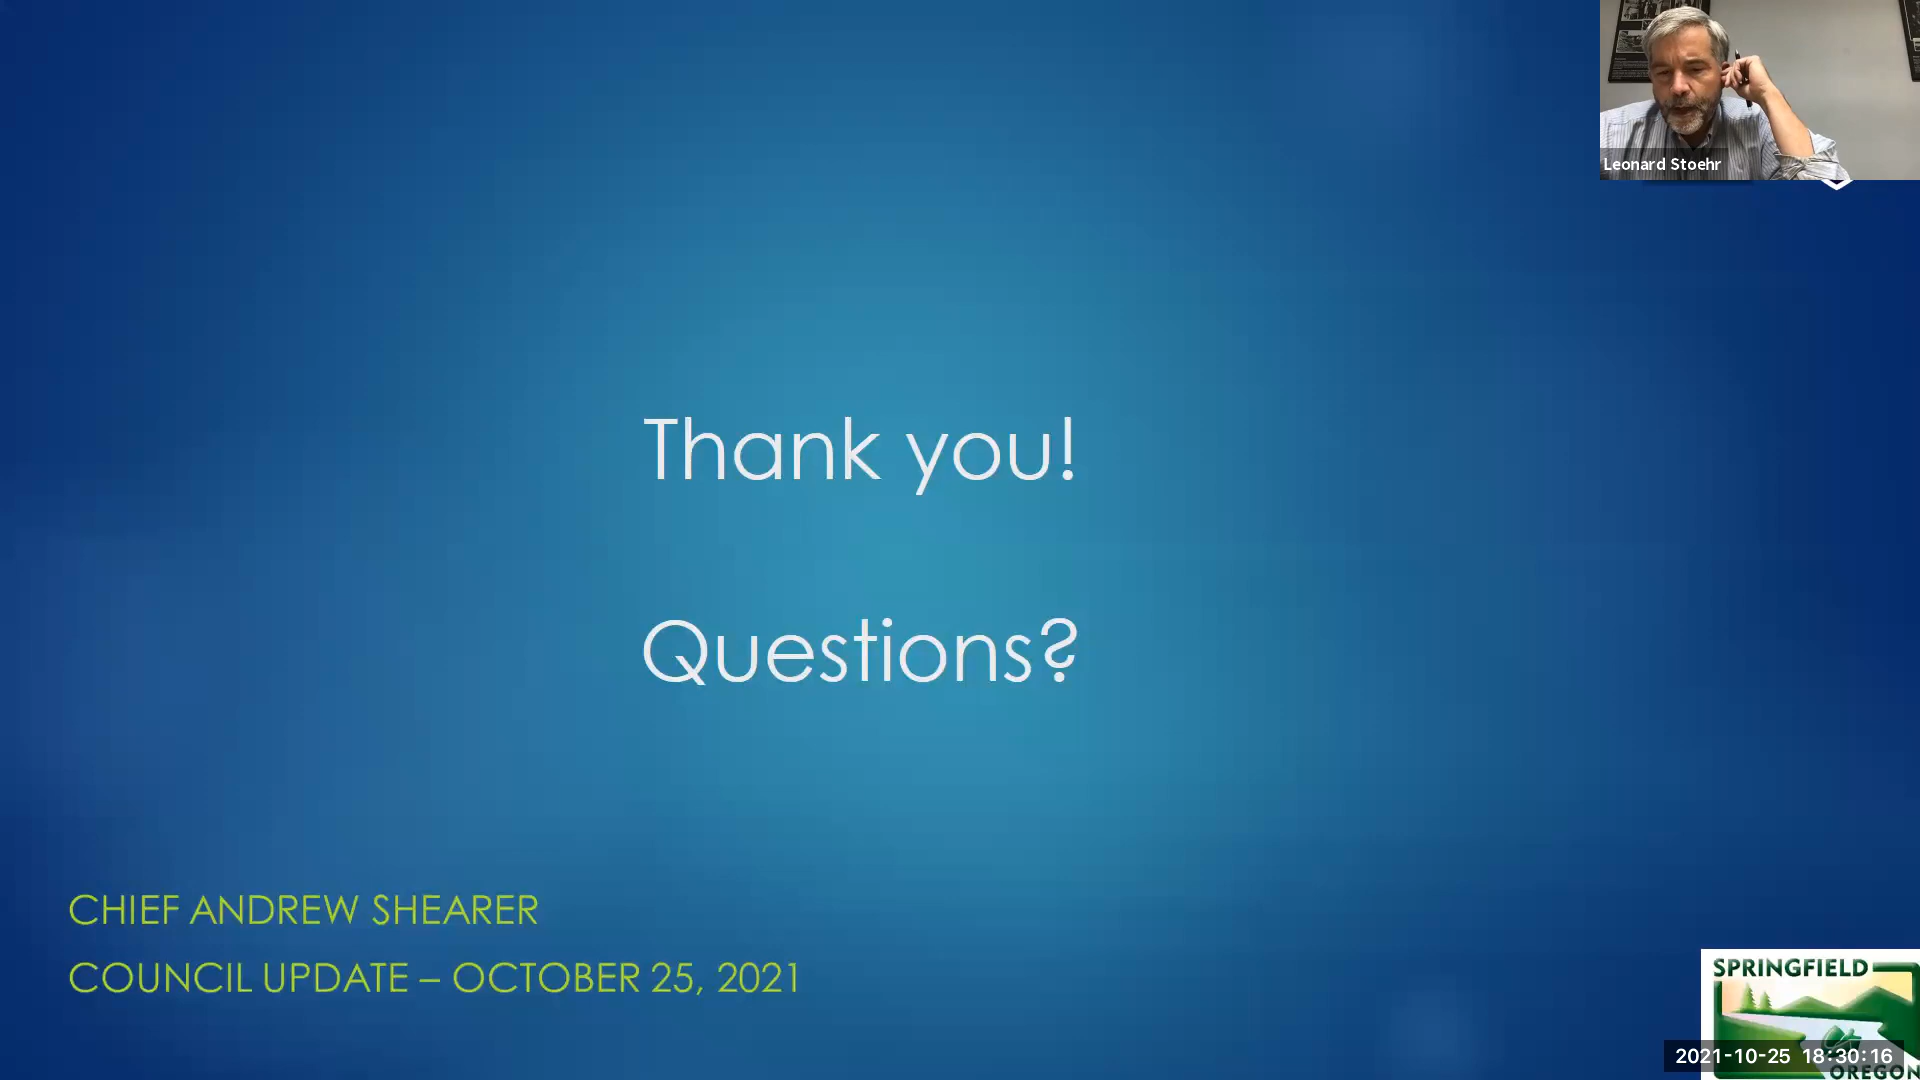 Leonard Stoehr
Thank you!
Questions?
CHIEF ANDREW SHEARER
COUNCIL UPDATE – OCTOBER 25, 2021
SPRINGFIELD
2021-10-25 18:30:16
OREGON